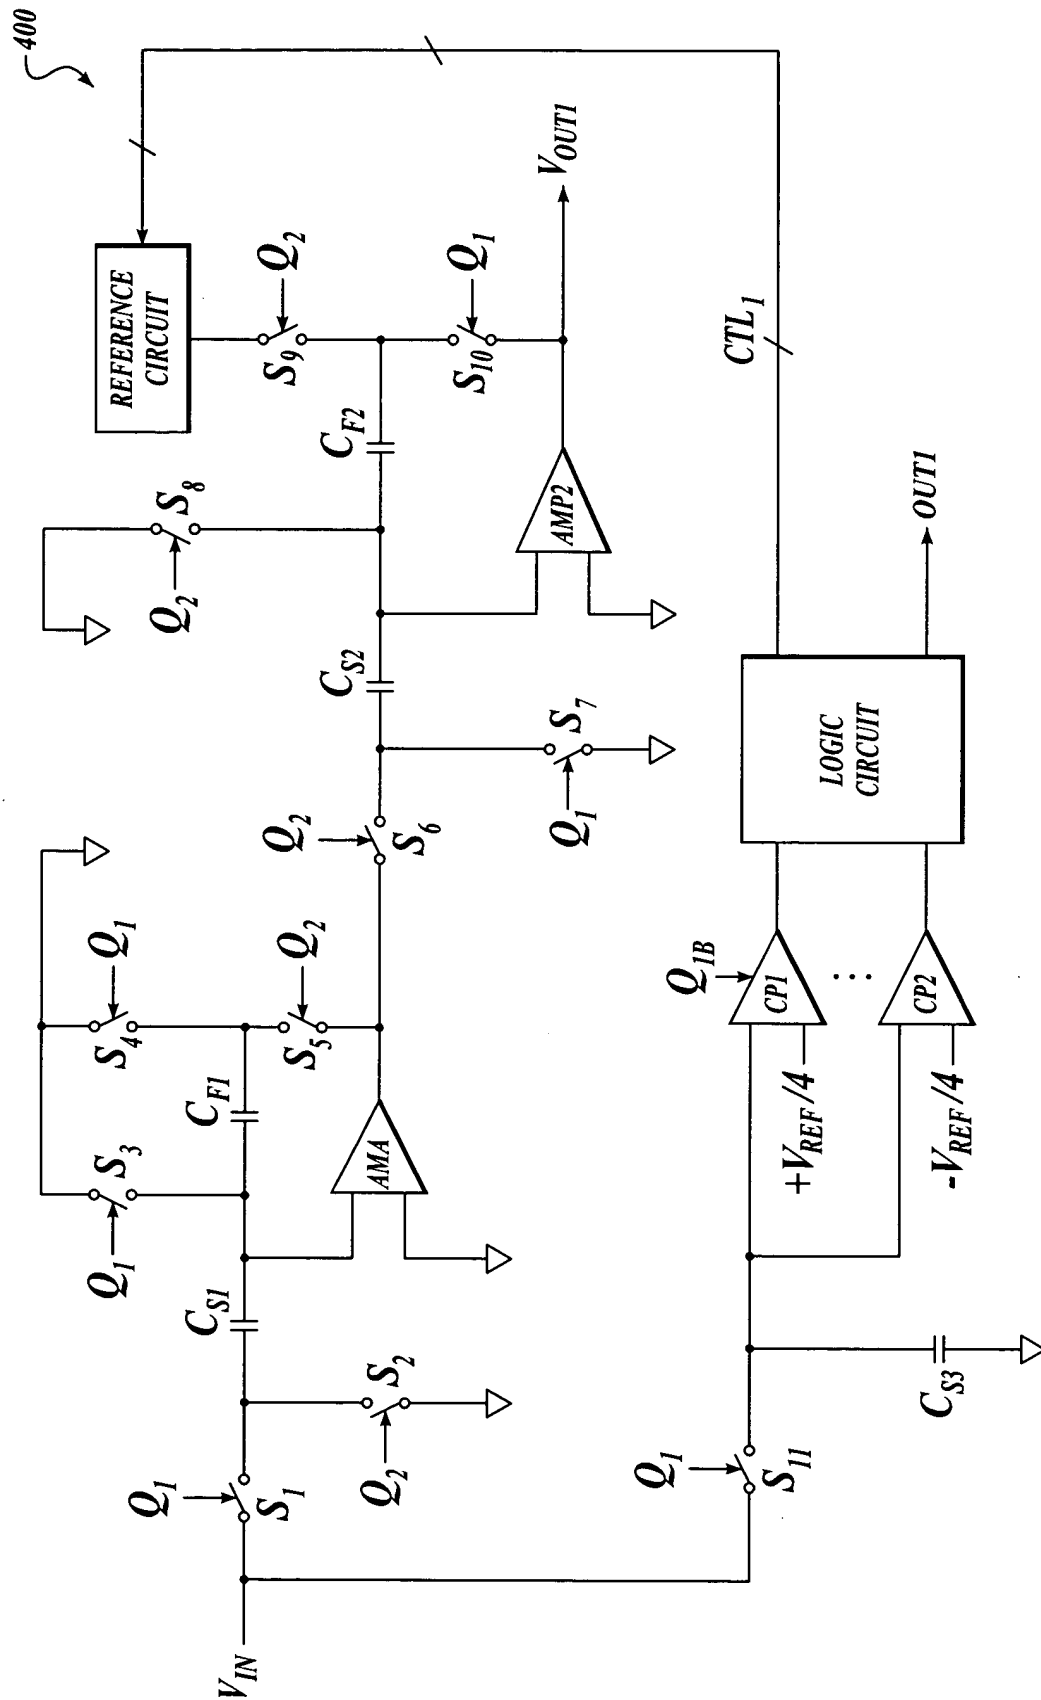 400
REFERENCE
CIRCUIT
Q2
S9
Q1
S10
VOUT1
CF2
S8
Q2
AMP2
CS2
S7
Q1
Q2
S6
Q1
S4
Q2
S5
CF1
S3
Q1
AMA
CS1
S2
Q2
Q1
S1
VIN
CTL1
OUT1
LOGIC
CIRCUIT
Q1B
CP1
...
CP2
+VREF/4
-VREF/4
CS3
Q1
S11